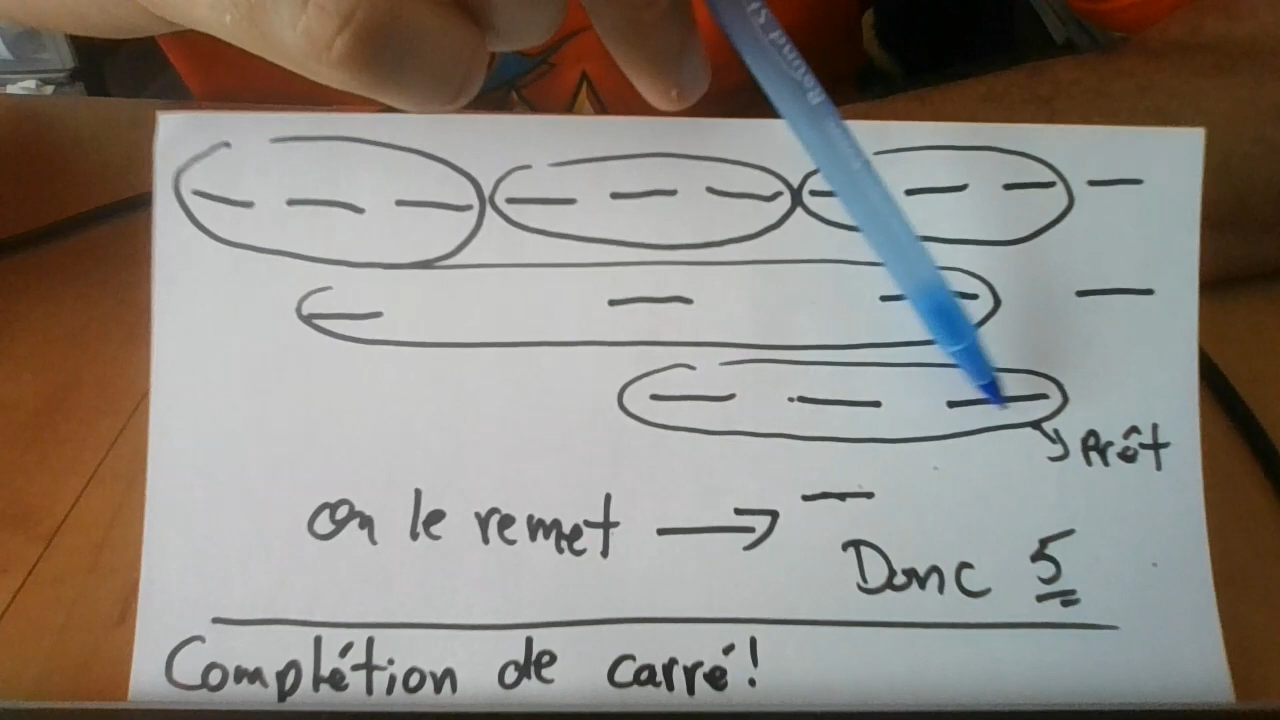 Prêt
on le remet
Donc 5
Complétion de carré!